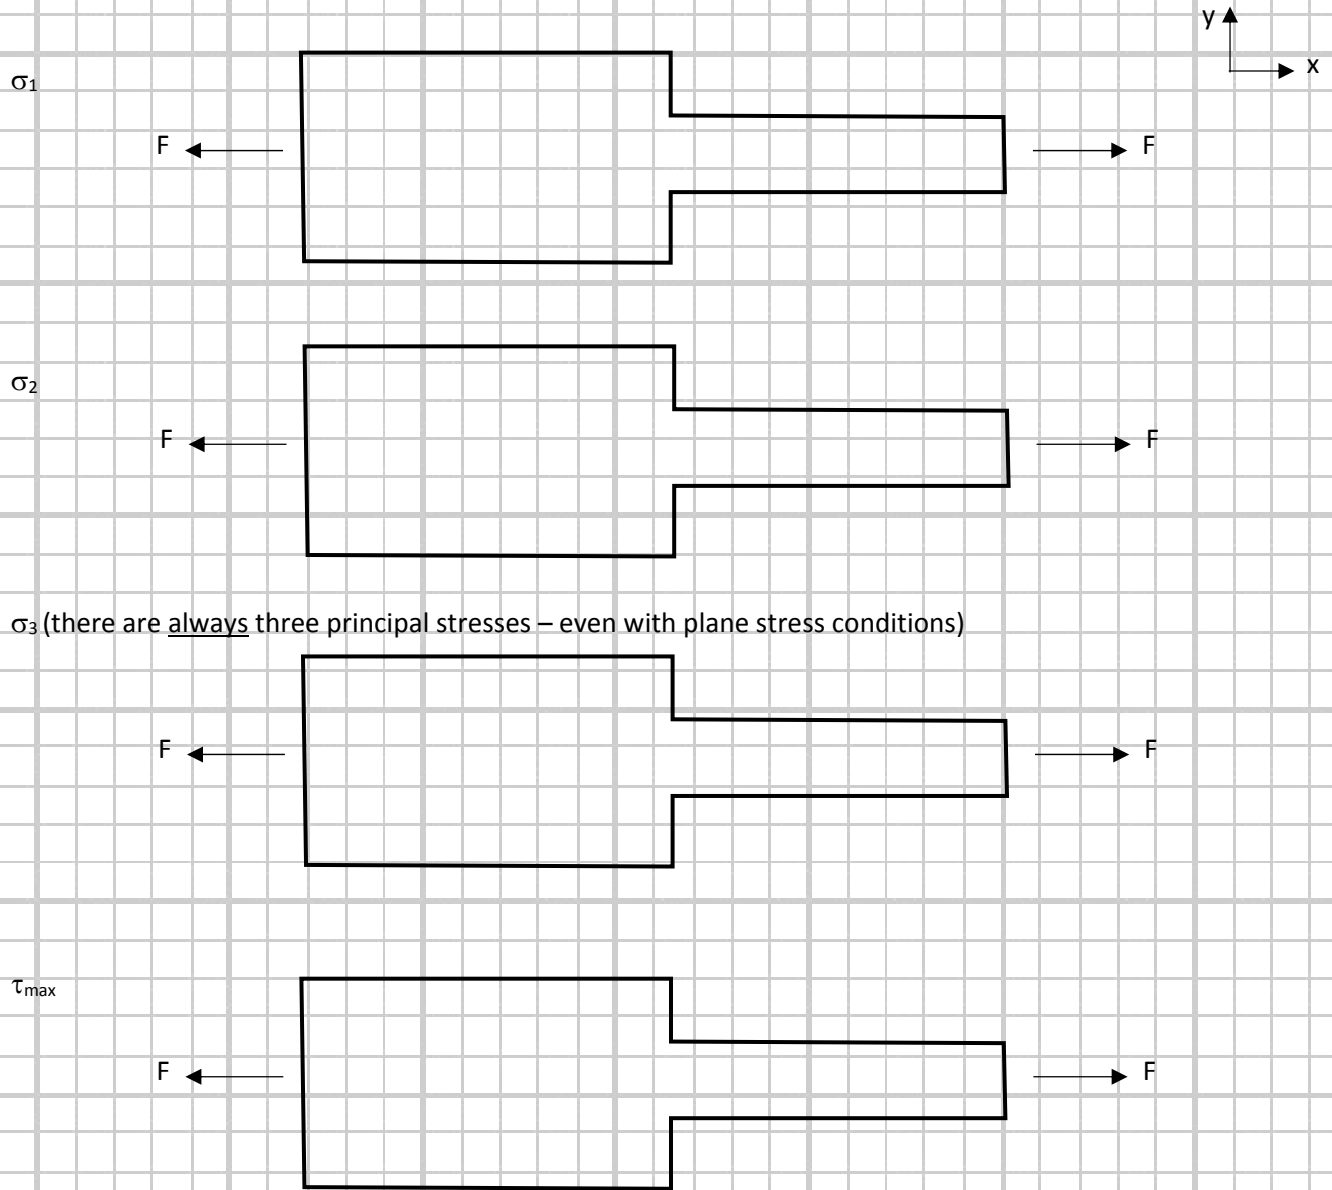 y
x
σ1
F F
σ2
F F
σ3 (there are always three principal stresses – even with plane stress conditions)
F F
τmax
F F